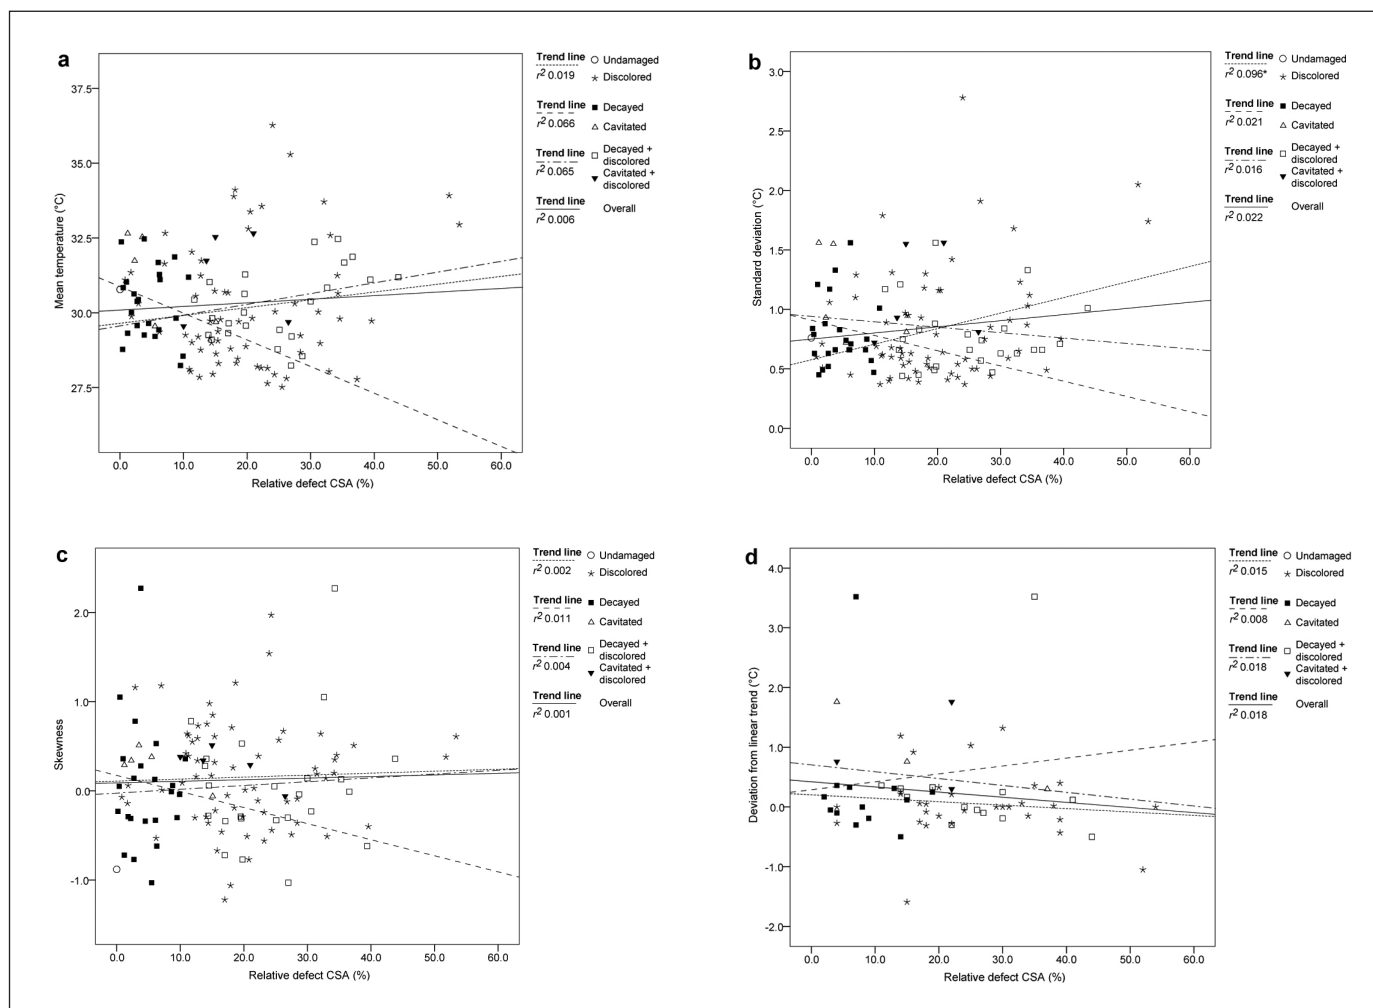 a
37.5
35.0
32.5
30.0
27.5
Mean temperature (°C)
0.0 10.0 20.0 30.0 40.0 50.0 60.0
Relative defect CSA (%)
Trend line Undamaged
r2 0.019 Discolored
Trend line Decayed
r2 0.066 Cavitated
Trend line Decayed +
discolored
r2 0.065 Cavitated +
discolored
Trend line
r2 0.006 Overall
b
3.0
2.5
2.0
1.5
1.0
0.5
0.0
Standard deviation (°C)
0.0 10.0 20.0 30.0 40.0 50.0 60.0
Relative defect CSA (%)
Trend line Undamaged
r2 0.096* Discolored
Trend line Decayed
r2 0.021 Cavitated
Trend line Decayed +
discolored
r2 0.016 Cavitated +
discolored
Trend line
r2 0.022 Overall
c
2.0
1.0
0.0
-1.0
Skewness
0.0 10.0 20.0 30.0 40.0 50.0 60.0
Relative defect CSA (%)
Trend line Undamaged
r2 0.002 Discolored
Trend line Decayed
r2 0.011 Cavitated
Trend line Decayed +
discolored
r2 0.004 Cavitated +
discolored
Trend line
r2 0.001 Overall
d
4.0
3.0
2.0
1.0
0.0
-1.0
-2.0
Deviation from linear trend (°C)
0.0 10.0 20.0 30.0 40.0 50.0 60.0
Relative defect CSA (%)
Trend line Undamaged
r2 0.015 Discolored
Trend line Decayed
r2 0.008 Cavitated
Trend line Decayed +
discolored
r2 0.018 Cavitated +
discolored
Trend line
r2 0.018 Overall